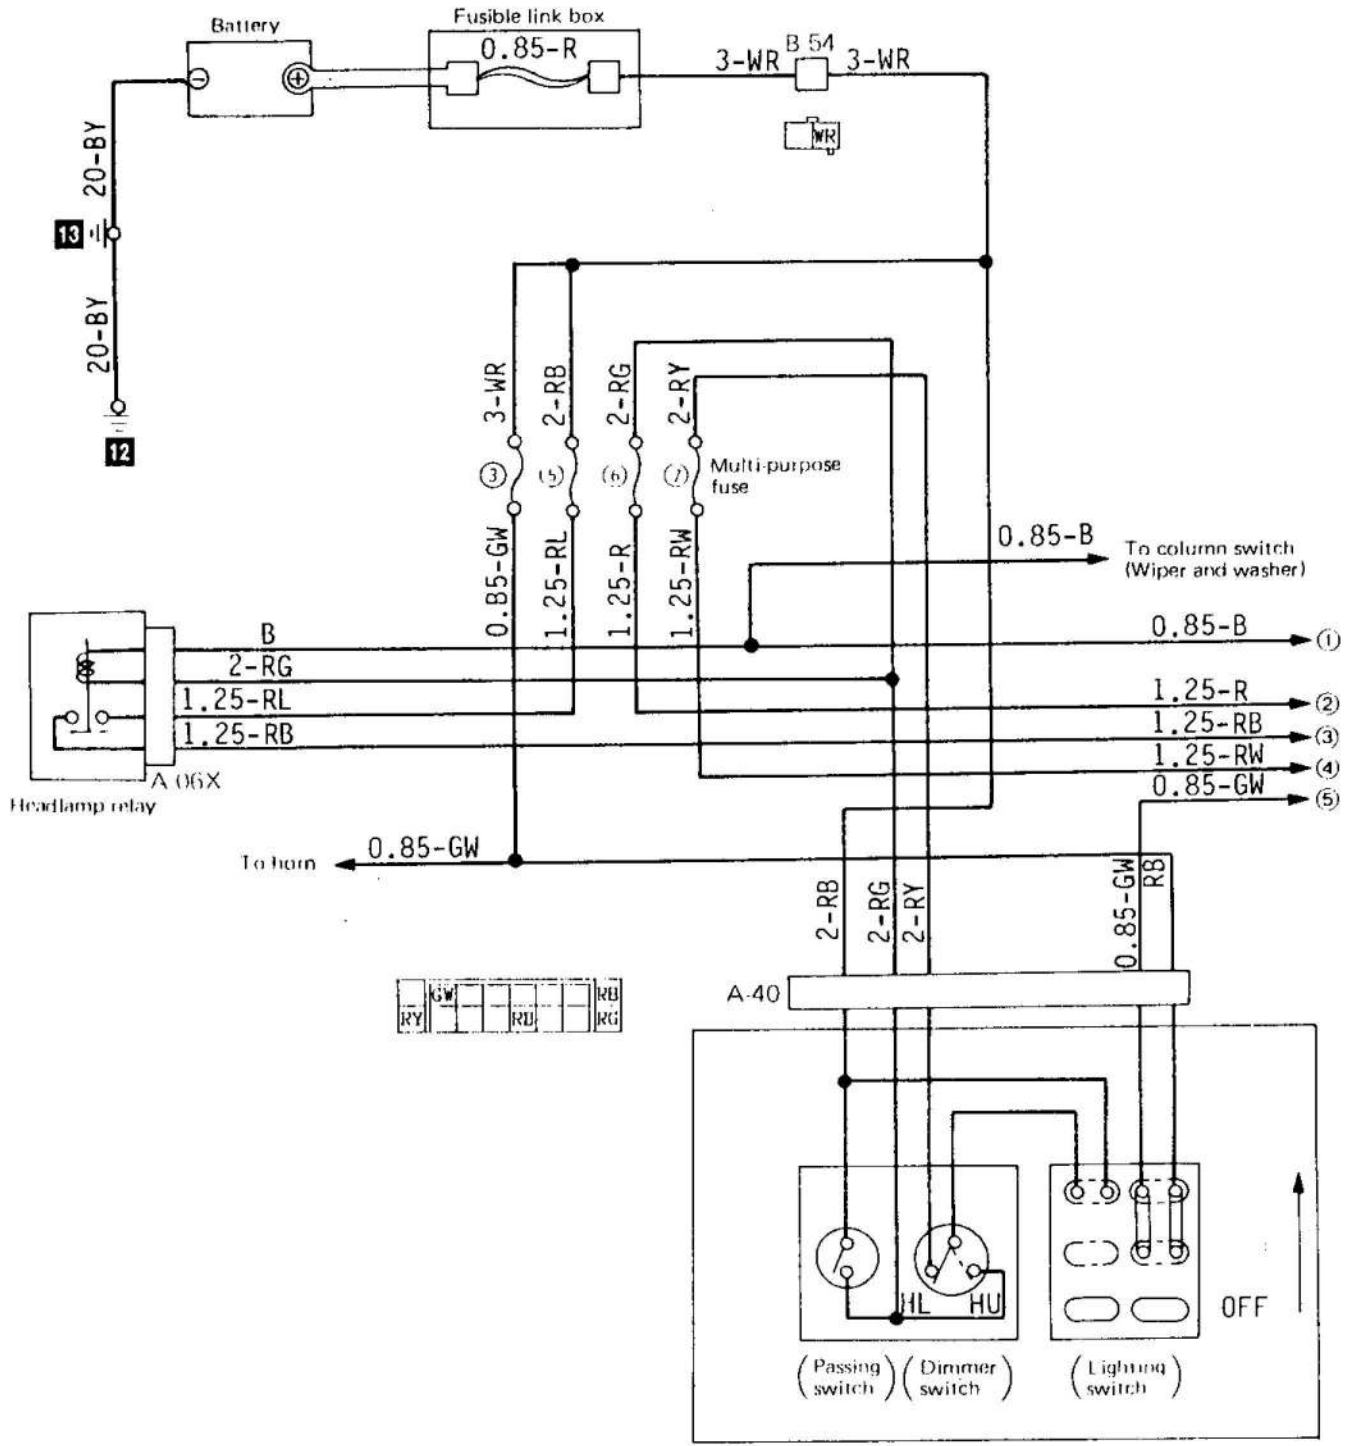 Battery
Fusible link box
0.85-R
3-WR
B 54
3-WR
WR
20-BY
13
20-BY
12
3-WR
2-RB
2-RG
2-RY
3
5
6
7
Multi-purpose
fuse
0.85-GW
1.25-RL
1.25-R
1.25-RW
0.85-B
To column switch
(Wiper and washer)
B
2-RG
1.25-RL
1.25-RB
A 06X
Headlamp relay
0.85-B
1
1.25-R
2
1.25-RB
3
1.25-RW
4
0.85-GW
5
To horn
0.85-GW
2-RB
2-RG
2-RY
0.85-GW
RB
A-40
GW
RB
RY
RB
RG
HL
HU
OFF
(Passing
switch)
(Dimmer
switch)
(Lighting
switch)